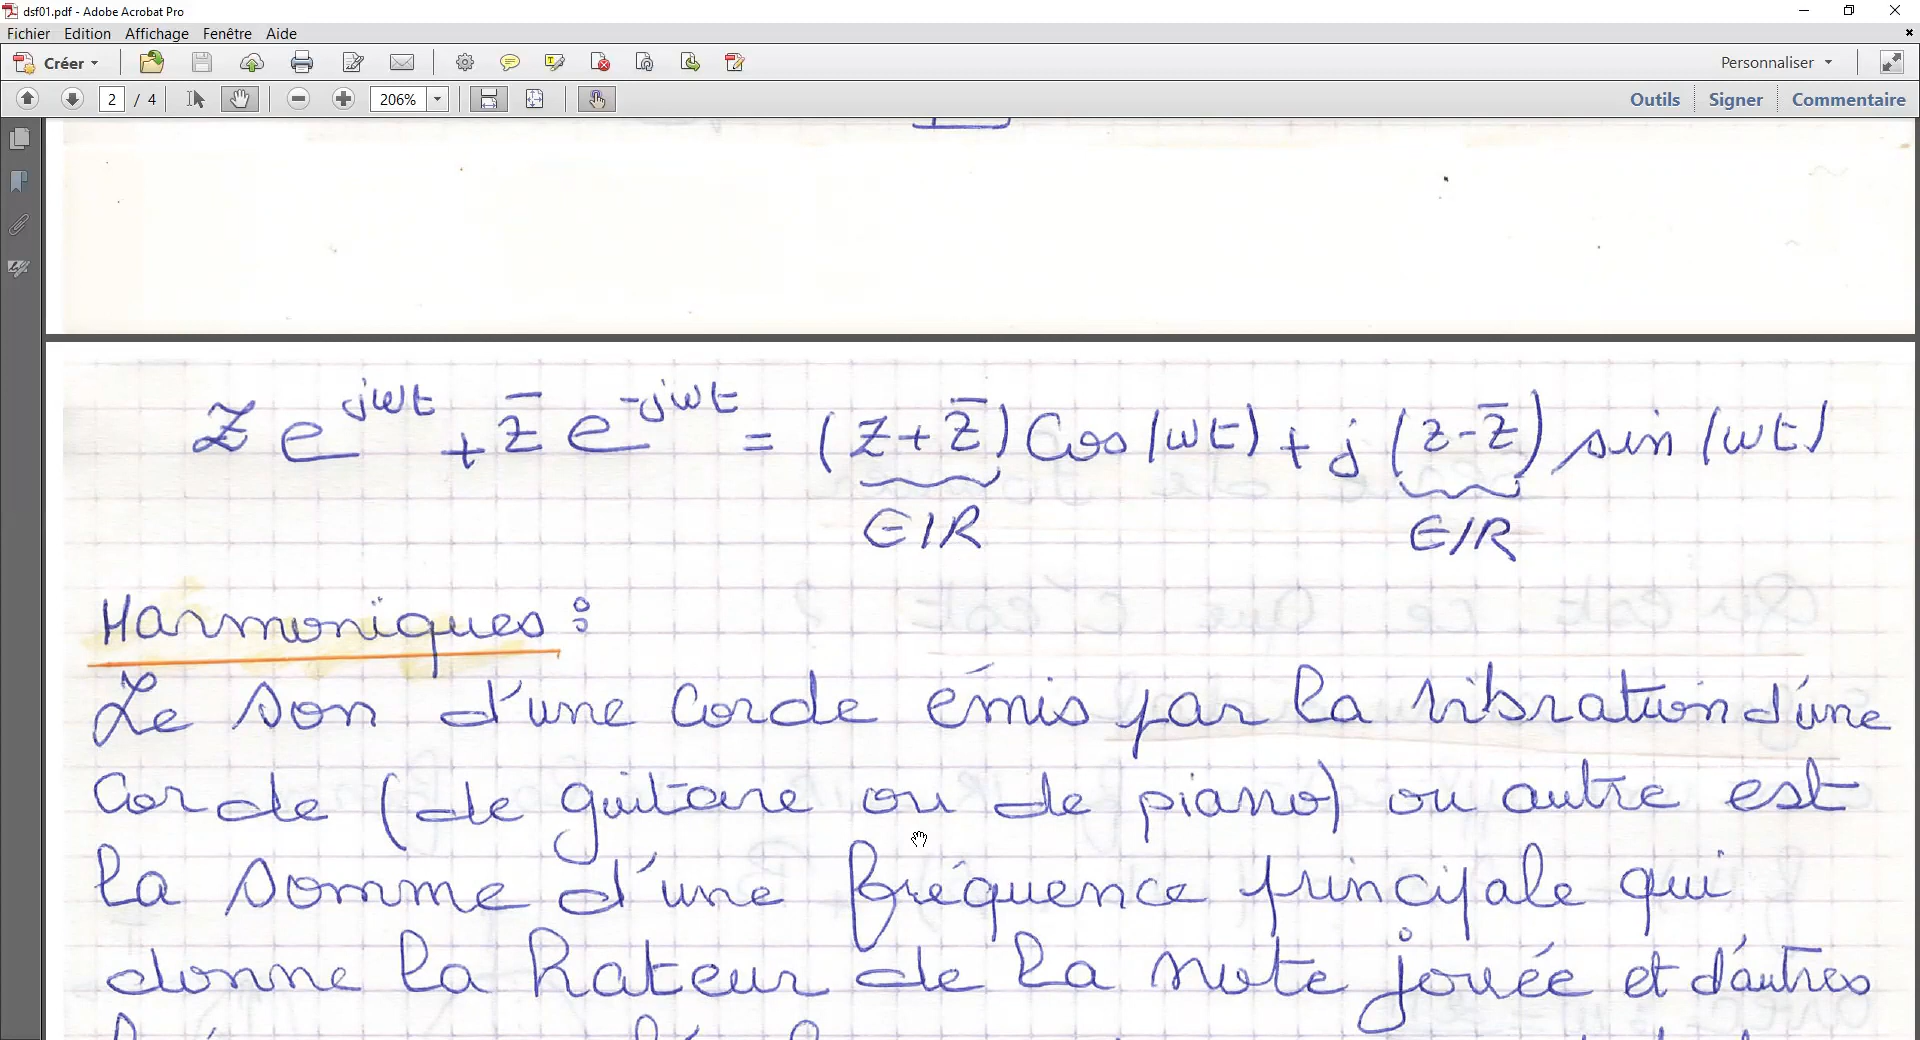 dsf01.pdf - Adobe Acrobat Pro
Fichier Edition Affichage Fenêtre Aide
Créer Personnaliser
2 / 4 206% Outils Signer Commentaire
Z e^{jωt} + z̄ e^{-jωt} = (z + z̄) Cos(ωt) + j (z - z̄) sin(ωt)
∈ IR ∈ IR
Harmoniques :
Le son d'une corde émis par la vibration d'une
Corde (de guitare ou de piano) ou autre est
la somme d'une fréquence principale qui
donne la hateur de la note jouée et d'autres